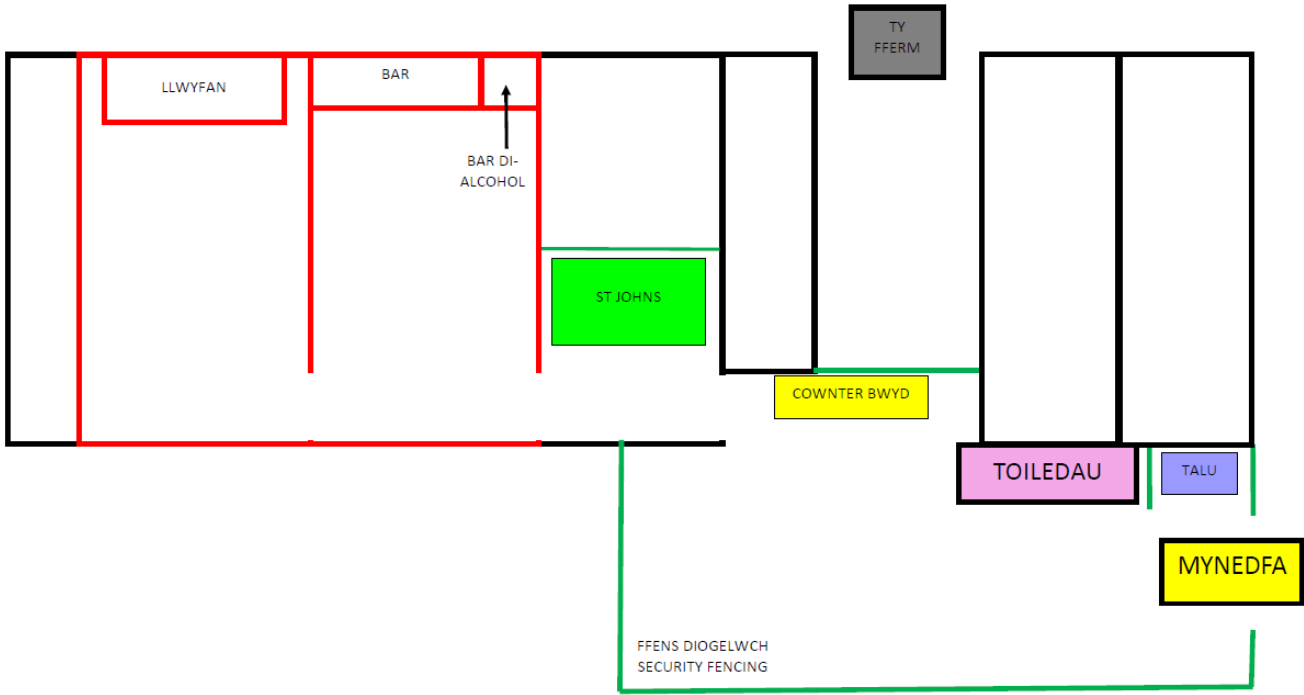 TY
FFERM
LLWYFAN
BAR
BAR DI-
ALCOHOL
ST JOHNS
COWNTER BWYD
TOILEDAU
TALU
MYNEDFA
FFENS DIOGELWCH
SECURITY FENCING